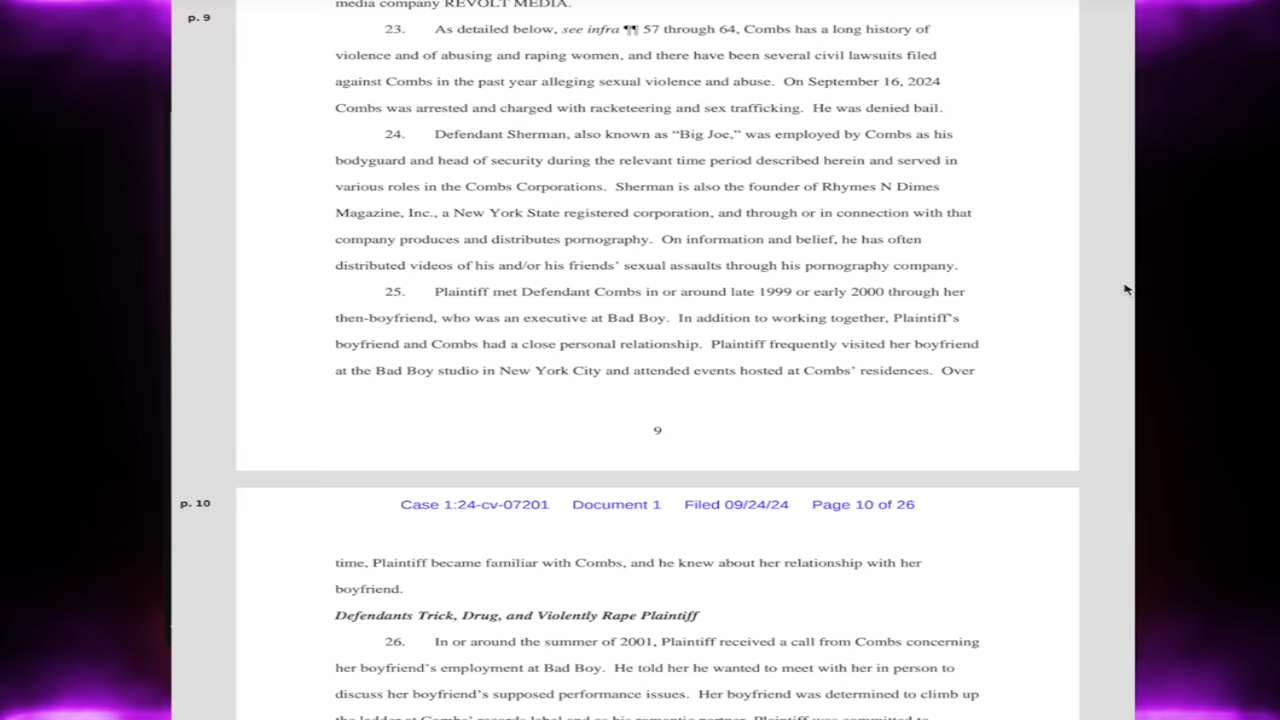 media company REVOLT MEDIA.
p. 9
23. As detailed below, see infra ¶¶ 57 through 64, Combs has a long history of
violence and of abusing and raping women, and there have been several civil lawsuits filed
against Combs in the past year alleging sexual violence and abuse. On September 16, 2024
Combs was arrested and charged with racketeering and sex trafficking. He was denied bail.
24. Defendant Sherman, also known as “Big Joe,” was employed by Combs as his
bodyguard and head of security during the relevant time period described herein and served in
various roles in the Combs Corporations. Sherman is also the founder of Rhymes N Dimes
Magazine, Inc., a New York State registered corporation, and through or in connection with that
company produces and distributes pornography. On information and belief, he has often
distributed videos of his and/or his friends’ sexual assaults through his pornography company.
25. Plaintiff met Defendant Combs in or around late 1999 or early 2000 through her
then-boyfriend, who was an executive at Bad Boy. In addition to working together, Plaintiff’s
boyfriend and Combs had a close personal relationship. Plaintiff frequently visited her boyfriend
at the Bad Boy studio in New York City and attended events hosted at Combs’ residences. Over
9
p. 10
Case 1:24-cv-07201 Document 1 Filed 09/24/24 Page 10 of 26
time, Plaintiff became familiar with Combs, and he knew about her relationship with her
boyfriend.
Defendants Trick, Drug, and Violently Rape Plaintiff
26. In or around the summer of 2001, Plaintiff received a call from Combs concerning
her boyfriend’s employment at Bad Boy. He told her he wanted to meet with her in person to
discuss her boyfriend’s supposed performance issues. Her boyfriend was determined to climb up
the ladder at Combs’ records label and as his romantic partner, Plaintiff was committed to